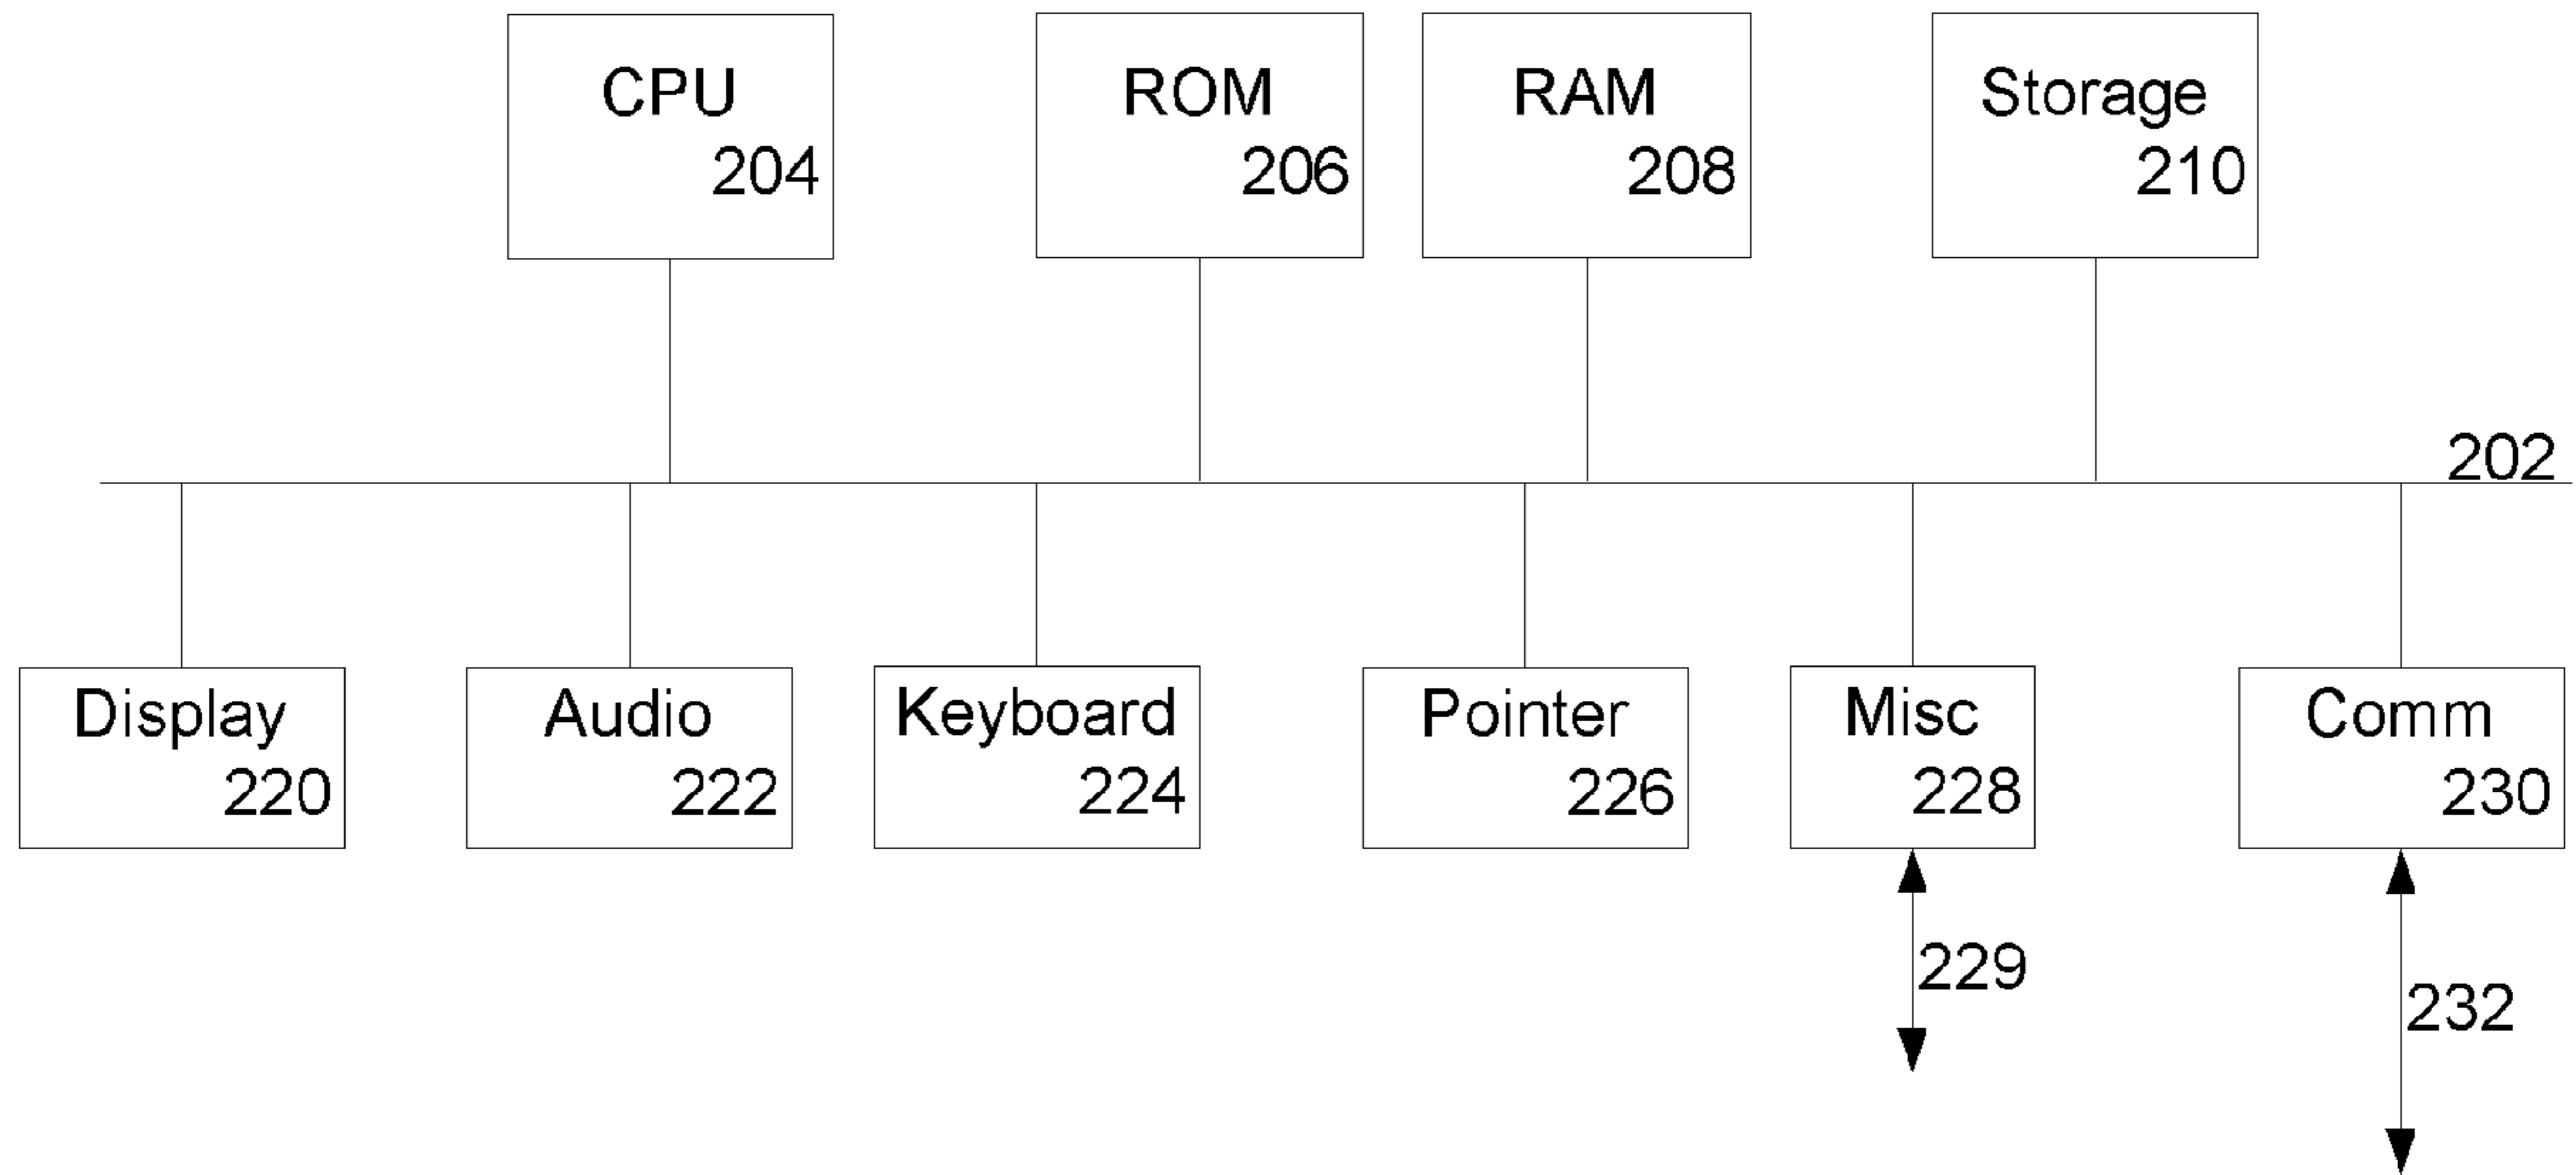 CPU
204
ROM
206
RAM
208
Storage
210
202
Display
220
Audio
222
Keyboard
224
Pointer
226
Misc
228
Comm
230
229
232